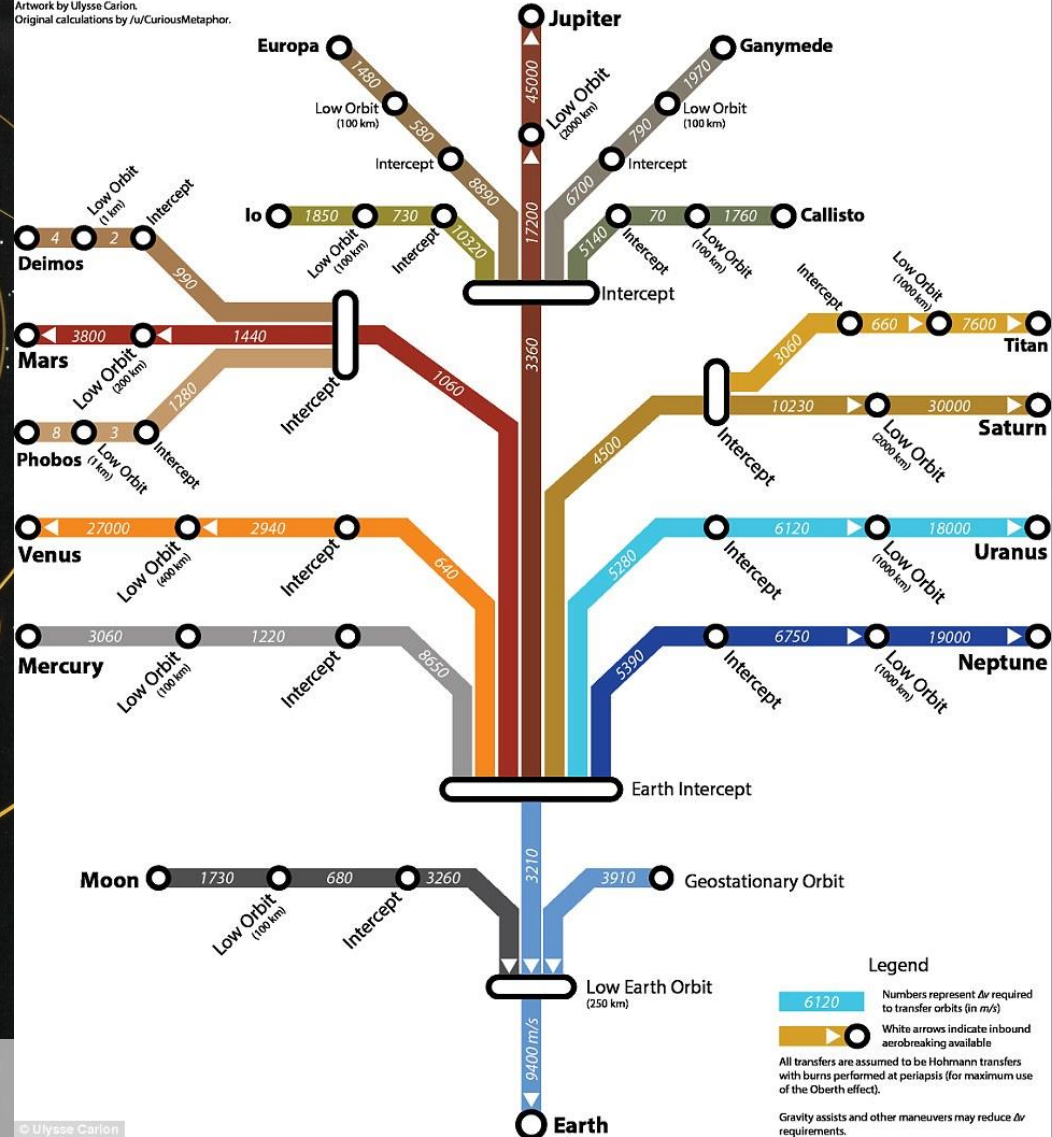 Artwork by Ulysse Carion.
Original calculations by /u/CuriousMetaphor.
Jupiter
Europa
Ganymede
1480
45000
1970
Low Orbit
(100 km)
Low Orbit
(2000 km)
Low Orbit
(100 km)
580
790
Intercept
Intercept
8890
17200
6700
Low Orbit
(1 km)
Intercept
Io
1850
730
10320
Low Orbit
(100 km)
Intercept
5140
70
1760
Callisto
Intercept
Low Orbit
(100 km)
4
2
Deimos
990
Intercept
Intercept
Low Orbit
(1000 km)
660
7600
Titan
3060
Mars
3800
1440
Low Orbit
(200 km)
Intercept
1060
3360
1280
10230
30000
Saturn
Low Orbit
(2000 km)
Intercept
4500
8
3
Phobos
Low Orbit
(1 km)
Intercept
27000
2940
Venus
Low Orbit
(400 km)
Intercept
640
5280
6120
18000
Uranus
Intercept
Low Orbit
(1000 km)
3060
1220
Mercury
Low Orbit
(100 km)
Intercept
8650
5390
6750
19000
Neptune
Intercept
Low Orbit
(1000 km)
Earth Intercept
3210
Moon
1730
680
3260
Low Orbit
(100 km)
Intercept
3910
Geostationary Orbit
Low Earth Orbit
(250 km)
9400 m/s
Earth
Legend
6120
Numbers represent Δv required
to transfer orbits (in m/s)
White arrows indicate inbound
aerobreaking available
All transfers are assumed to be Hohmann transfers
with burns performed at periapsis (for maximum use
of the Oberth effect).
Gravity assists and other maneuvers may reduce Δv
requirements.
© Ulysse Carion